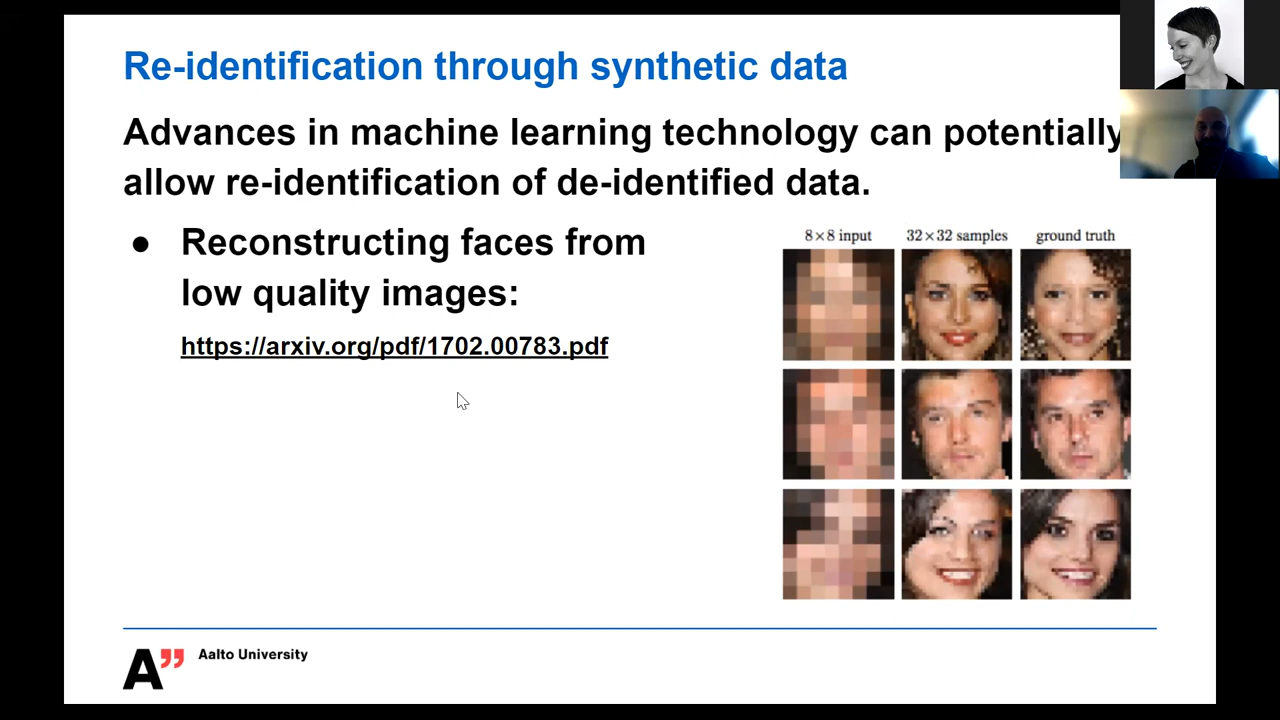 Re-identification through synthetic data
Advances in machine learning technology can potentially
allow re-identification of de-identified data.
● Reconstructing faces from
low quality images:
https://arxiv.org/pdf/1702.00783.pdf
8×8 input 32×32 samples ground truth
A” Aalto University